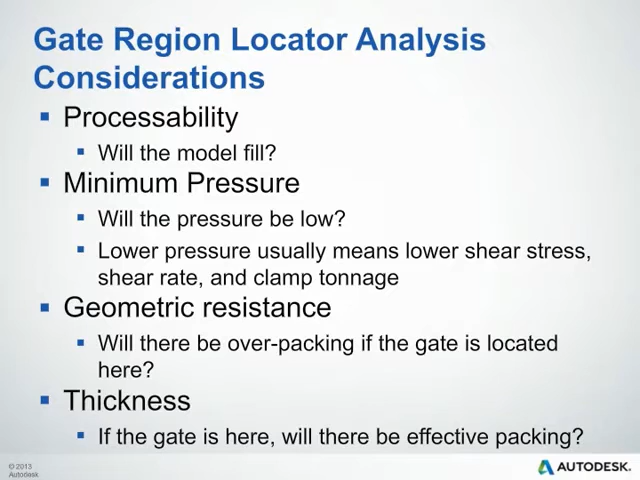 Gate Region Locator Analysis
Considerations
Processability
Will the model fill?
Minimum Pressure
Will the pressure be low?
Lower pressure usually means lower shear stress,
shear rate, and clamp tonnage
Geometric resistance
Will there be over-packing if the gate is located
here?
Thickness
If the gate is here, will there be effective packing?
© 2013
Autodesk
AUTODESK.